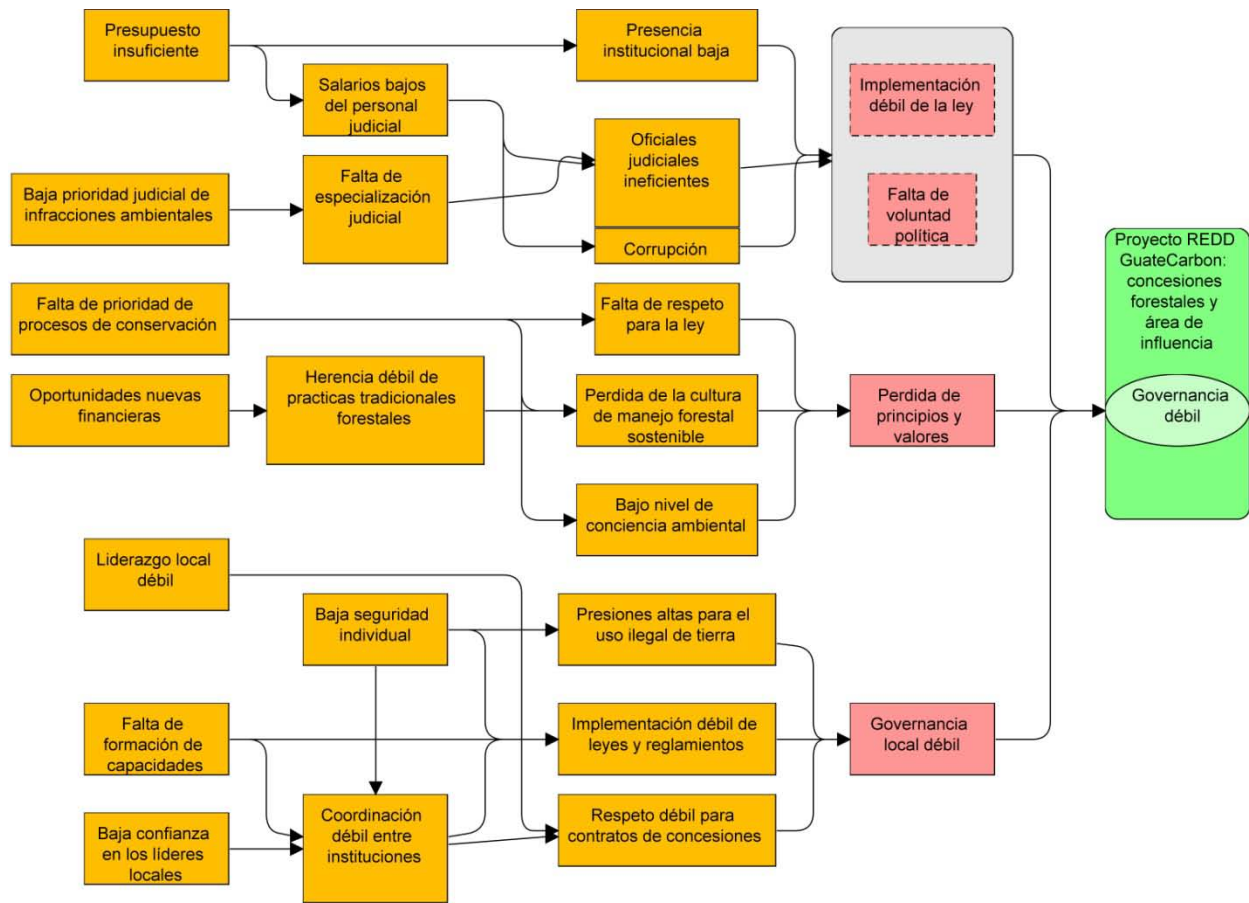 Presupuesto
insuficiente
Presencia
institucional baja
Salarios bajos
del personal
judicial
Implementación
débil de la ley
Oficiales
judiciales
ineficientes
Baja prioridad judicial de
infracciones ambientales
Falta de
especialización
judicial
Falta de
voluntad
política
Corrupción
Proyecto REDD
GuateCarbon:
concesiones
forestales y
área de
influencia
Governancia
débil
Falta de prioridad de
procesos de conservación
Falta de respeto
para la ley
Oportunidades nuevas
financieras
Herencia débil de
practicas tradicionales
forestales
Perdida de la cultura
de manejo forestal
sostenible
Perdida de
principios y
valores
Bajo nivel de
conciencia ambiental
Liderazgo local
débil
Baja seguridad
individual
Presiones altas para el
uso ilegal de tierra
Falta de
formación de
capacidades
Implementación débil de
leyes y reglamientos
Governancia
local débil
Baja confianza
en los líderes
locales
Coordinación
débil entre
instituciones
Respeto débil para
contratos de concesiones